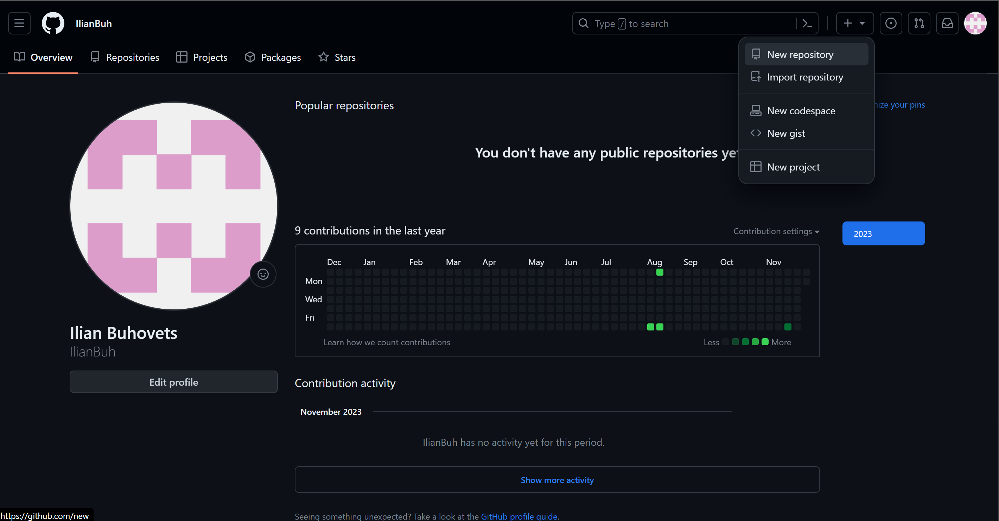 IlianBuh
Type / to search
Overview
Repositories
Projects
Packages
Stars
New repository
Import repository
New codespace
New gist
New project
Popular repositories
mize your pins
You don't have any public repositories yet
9 contributions in the last year
Contribution settings
2023
Dec Jan Feb Mar Apr May Jun Jul Aug Sep Oct Nov
Mon
Wed
Fri
Learn how we count contributions
Less More
Ilian Buhovets
IlianBuh
Edit profile
Contribution activity
November 2023
IlianBuh has no activity yet for this period.
Show more activity
Seeing something unexpected? Take a look at the GitHub profile guide.
https://github.com/new